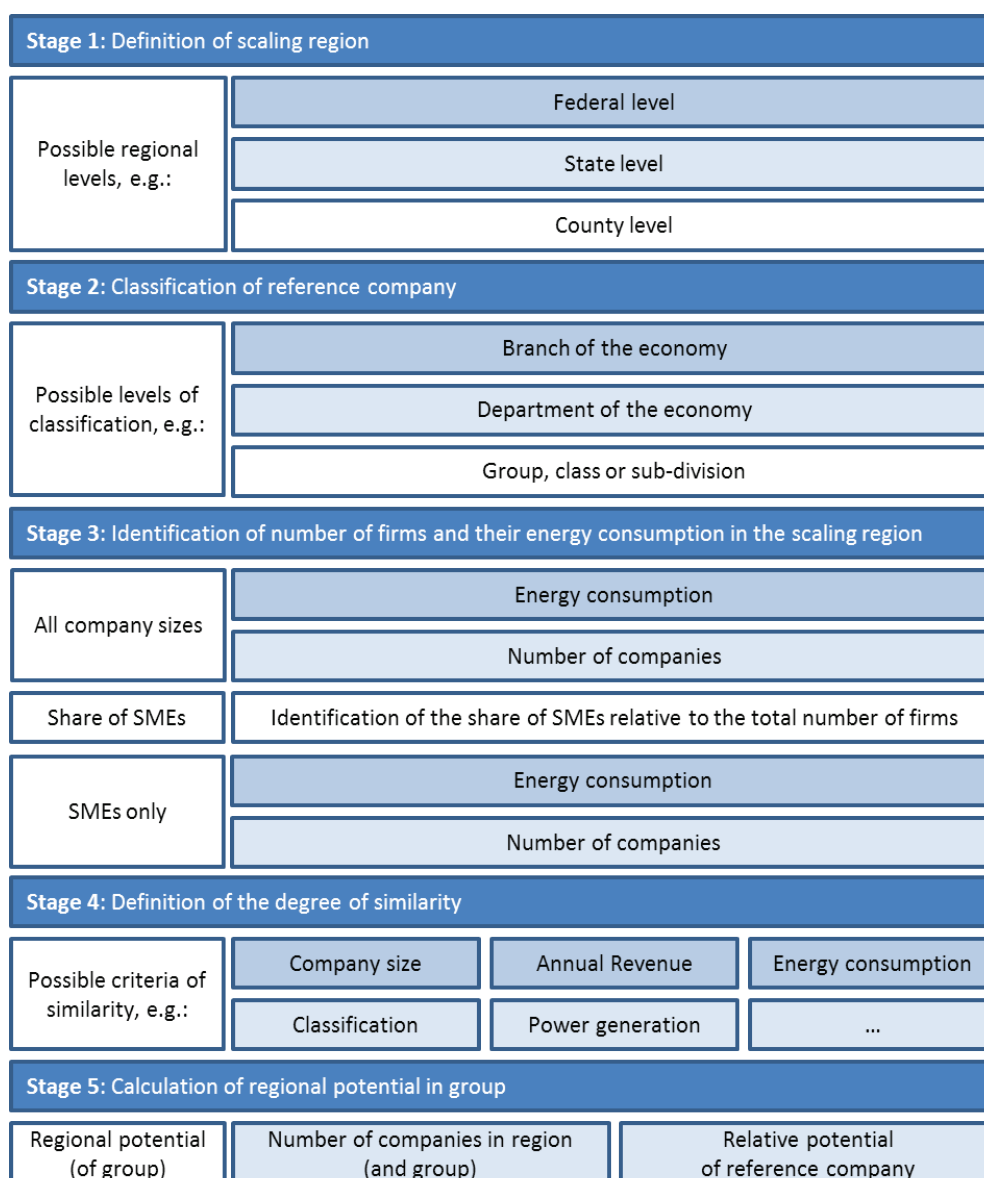 Stage 1: Definition of scaling region
Possible regional
levels, e.g.:
Federal level
State level
County level
Stage 2: Classification of reference company
Possible levels of
classification, e.g.:
Branch of the economy
Department of the economy
Group, class or sub-division
Stage 3: Identification of number of firms and their energy consumption in the scaling region
All company sizes
Energy consumption
Number of companies
Share of SMEs
Identification of the share of SMEs relative to the total number of firms
SMEs only
Energy consumption
Number of companies
Stage 4: Definition of the degree of similarity
Possible criteria of
similarity, e.g.:
Company size
Annual Revenue
Energy consumption
Classification
Power generation
...
Stage 5: Calculation of regional potential in group
Regional potential
(of group)
Number of companies in region
(and group)
Relative potential
of reference company